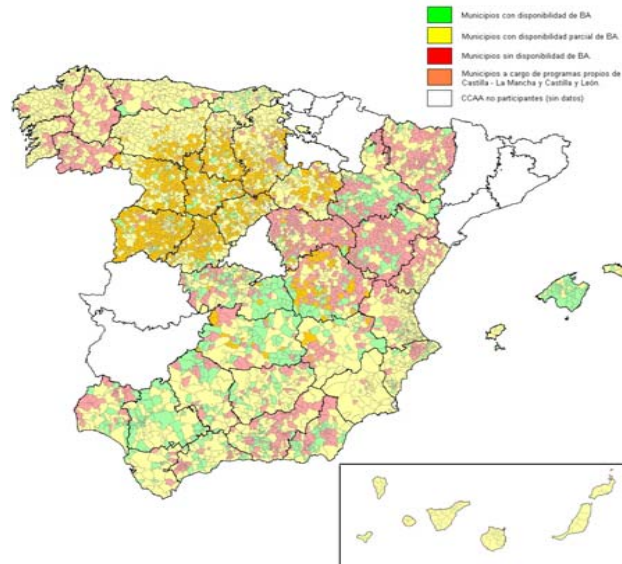 Municipios con disponibilidad de BA.
Municipios con disponibilidad parcial de BA.
Municipios sin disponibilidad de BA.
Municipios a cargo de programas propios de
Castilla - La Mancha y Castilla y León.
CCAA no participantes (sin datos)